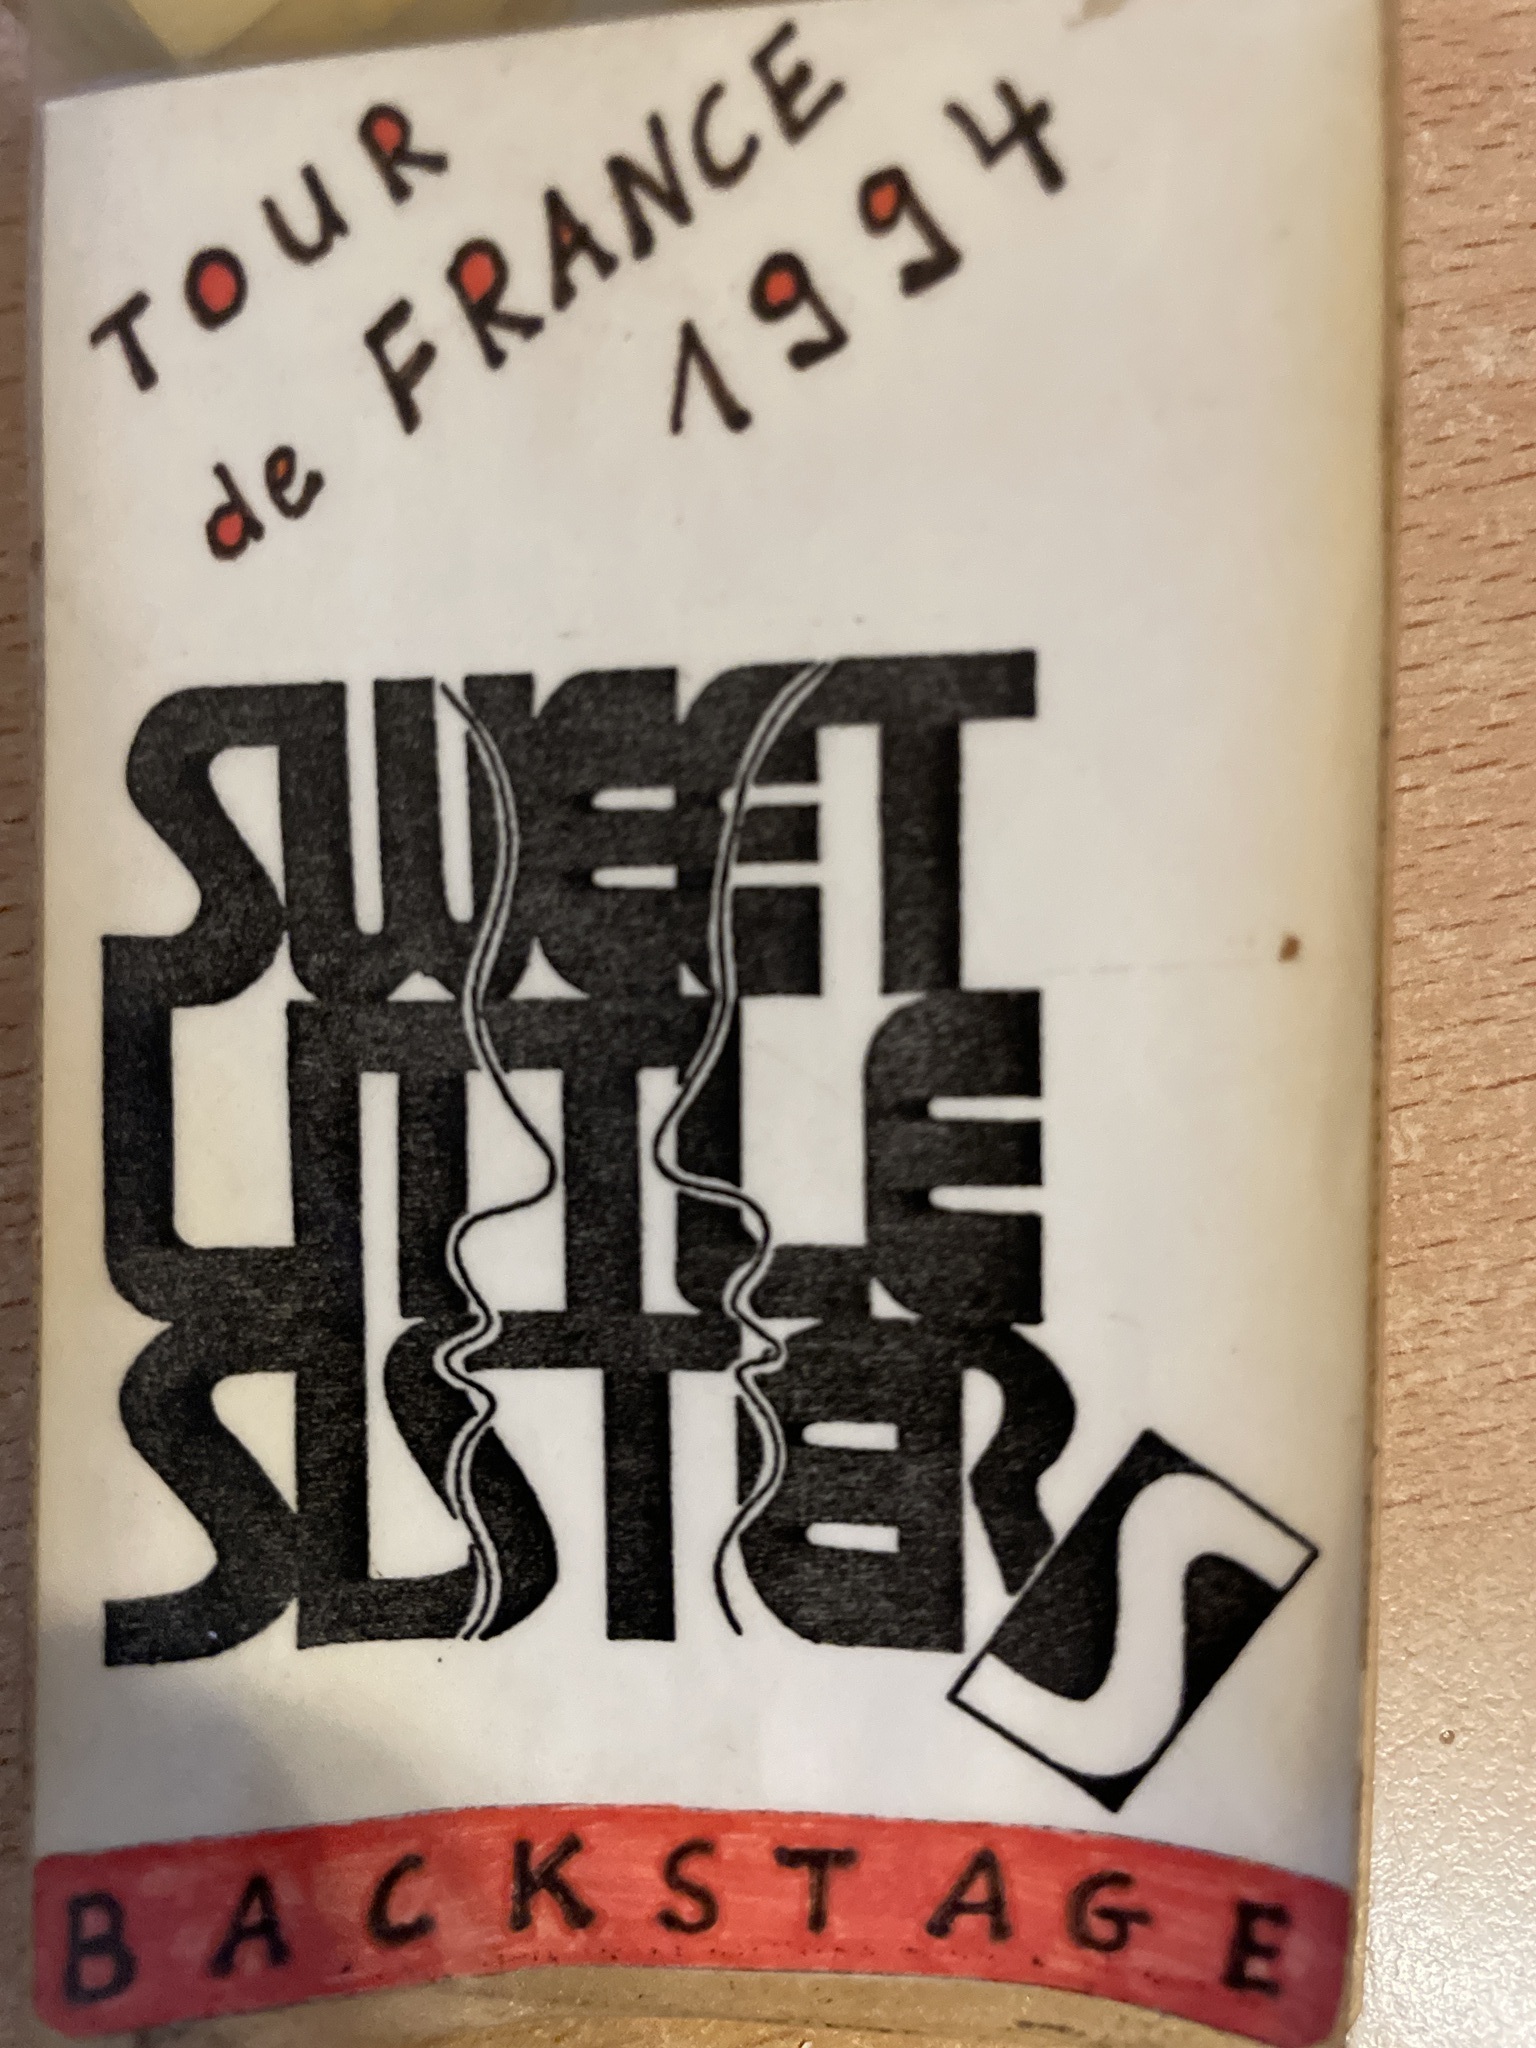 TOUR
de FRANCE
1994
SWEET
LITTLE
SISTERS
BACKSTAGE